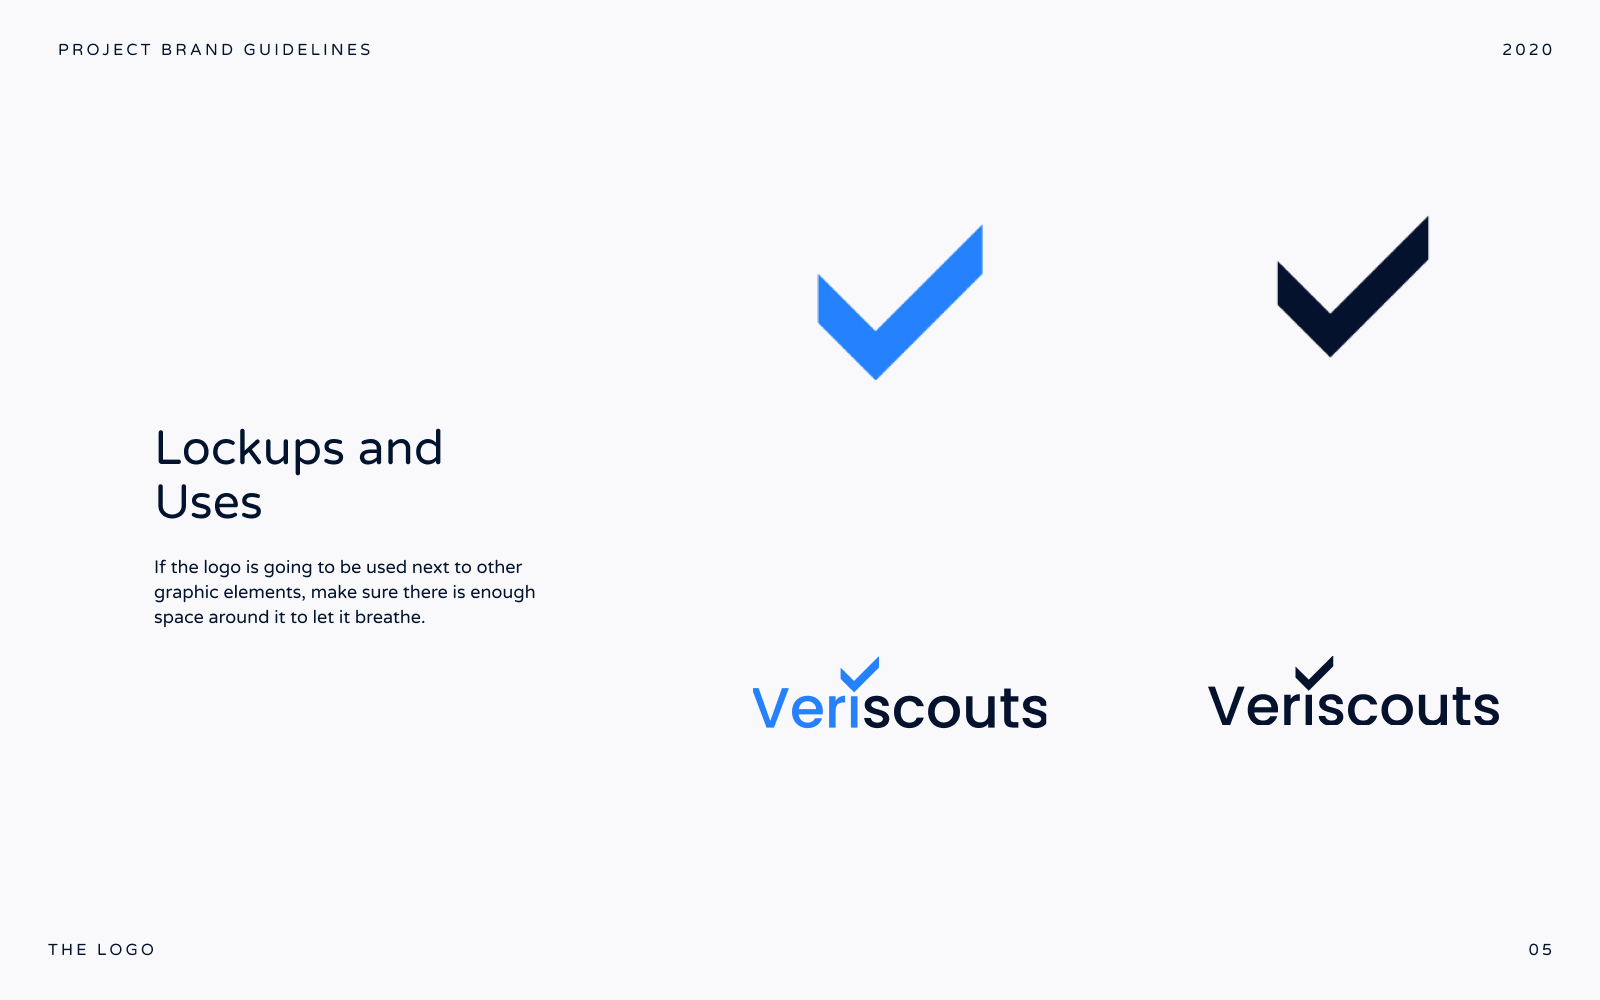 PROJECT BRAND GUIDELINES
2020
Lockups and
Uses
If the logo is going to be used next to other
graphic elements, make sure there is enough
space around it to let it breathe.
Veriscouts
Veriscouts
THE LOGO
05